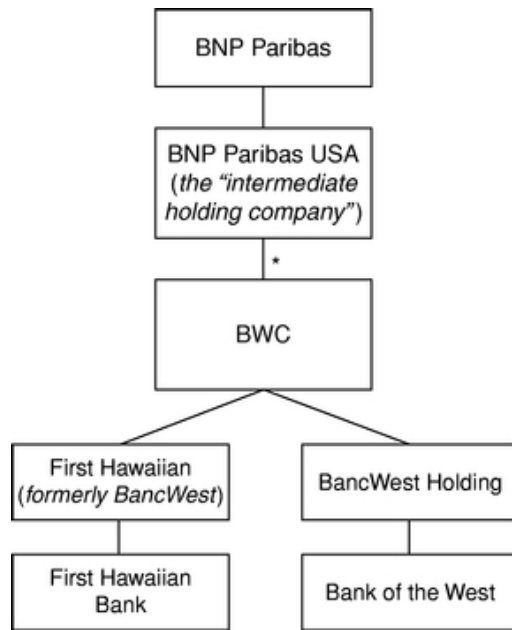 BNP Paribas
BNP Paribas USA
(the “intermediate
holding company”)
*
BWC
First Hawaiian
(formerly BancWest)
BancWest Holding
First Hawaiian
Bank
Bank of the West